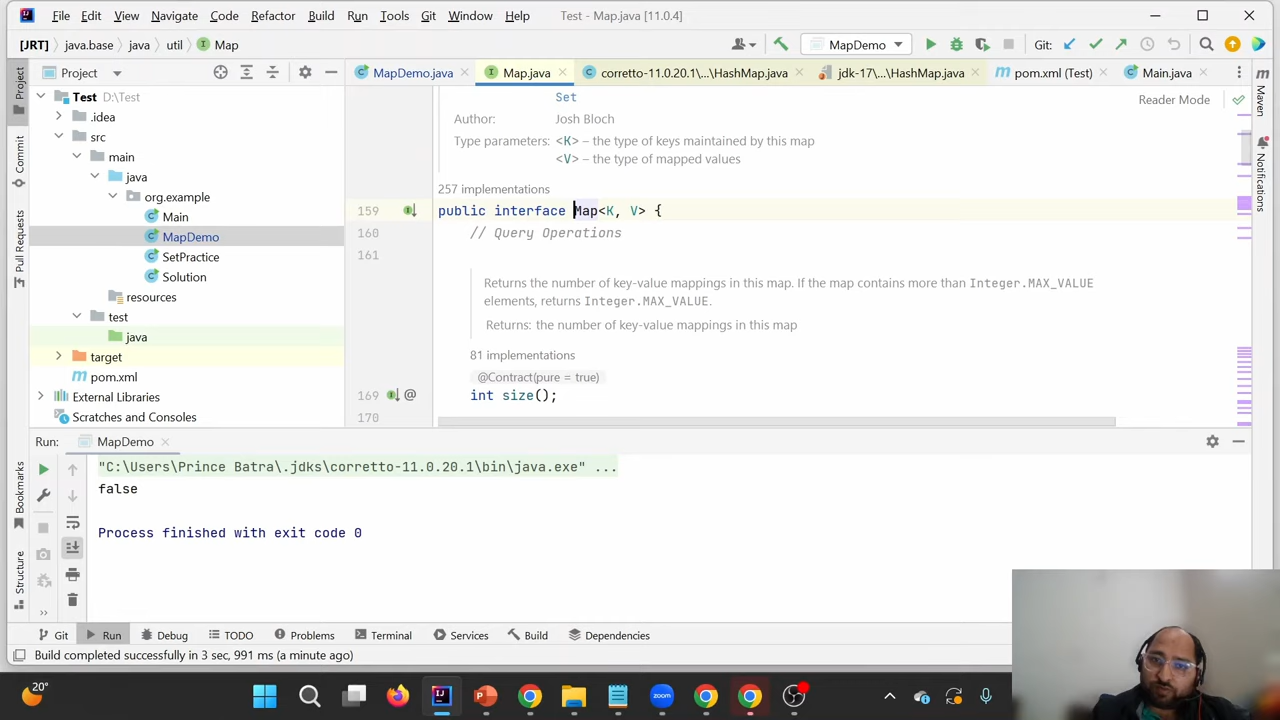 File Edit View Navigate Code Refactor Build Run Tools Git Window Help Test - Map.java [11.0.4]
[JRT] java.base java util Map MapDemo Git:
Project MapDemo.java Map.java corretto-11.0.20.1\...\HashMap.java jdk-17\...\HashMap.java pom.xml (Test) Main.java
Project
Commit
Pull Requests
Bookmarks
Structure
Test D:\Test
.idea
src
main
java
org.example
Main
MapDemo
SetPractice
Solution
resources
test
java
target
pom.xml
External Libraries
Scratches and Consoles
Set
Reader Mode
Author: Josh Bloch
Type parameters: <K> – the type of keys maintained by this map
<V> – the type of mapped values
257 implementations
159 public interface Map<K, V> {
160 // Query Operations
161
Returns the number of key-value mappings in this map. If the map contains more than Integer.MAX_VALUE
elements, returns Integer.MAX_VALUE.
Returns: the number of key-value mappings in this map
81 implementations
@Contract(pure = true)
169 @ int size();
170
Maven
Notifications
Run: MapDemo
"C:\Users\Prince Batra\.jdks\corretto-11.0.20.1\bin\java.exe" ...
false
Process finished with exit code 0
Git Run Debug TODO Problems Terminal Services Build Dependencies
Build completed successfully in 3 sec, 991 ms (a minute ago)
20°
zoom